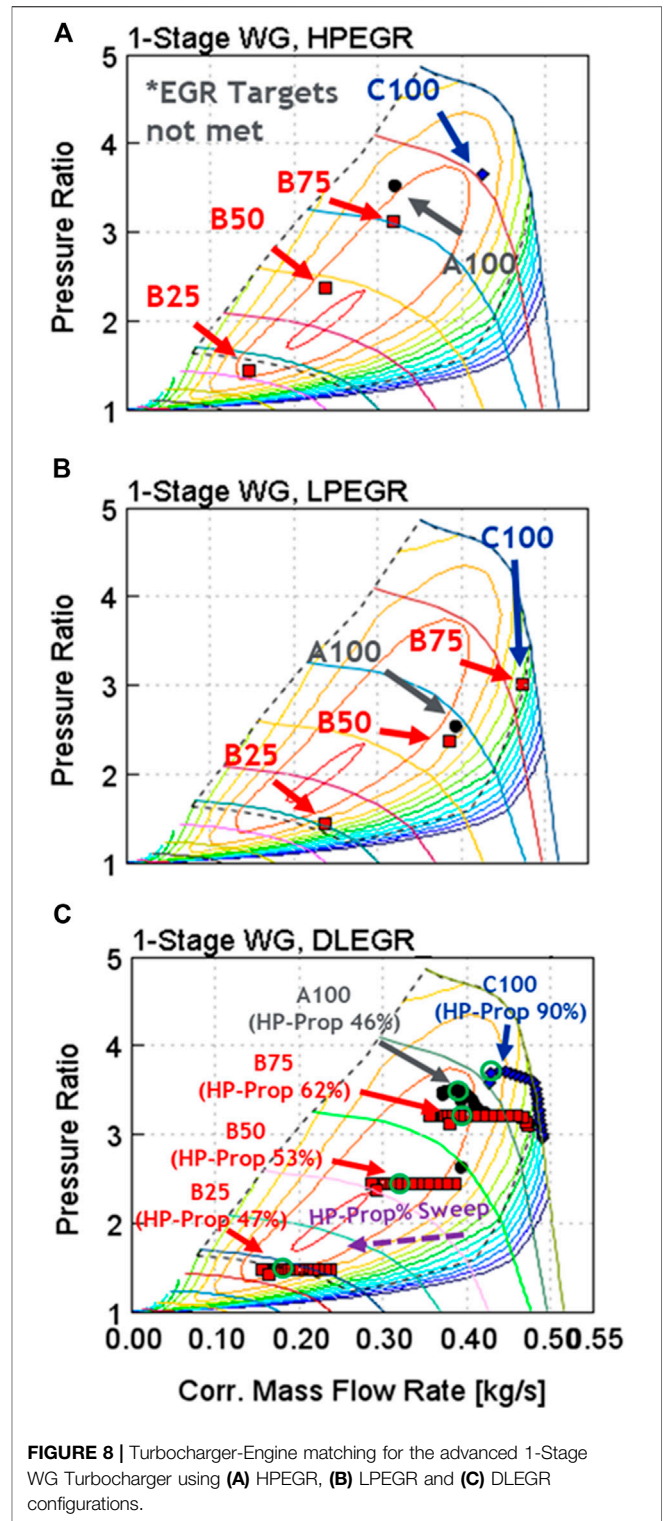 A
1-Stage WG, HPEGR
*EGR Targets
not met
C100
B75
B50
A100
B25
5
4
3
2
1
Pressure Ratio
B
1-Stage WG, LPEGR
C100
B75
A100
B50
B25
5
4
3
2
1
Pressure Ratio
C
1-Stage WG, DLEGR
A100
(HP-Prop 46%)
C100
(HP-Prop 90%)
B75
(HP-Prop 62%)
B50
(HP-Prop 53%)
B25
(HP-Prop 47%)
HP-Prop% Sweep
5
4
3
2
1
Pressure Ratio
0.00 0.10 0.20 0.30 0.40 0.50 0.55
Corr. Mass Flow Rate [kg/s]
FIGURE 8 | Turbocharger-Engine matching for the advanced 1-Stage
WG Turbocharger using (A) HPEGR, (B) LPEGR and (C) DLEGR
configurations.